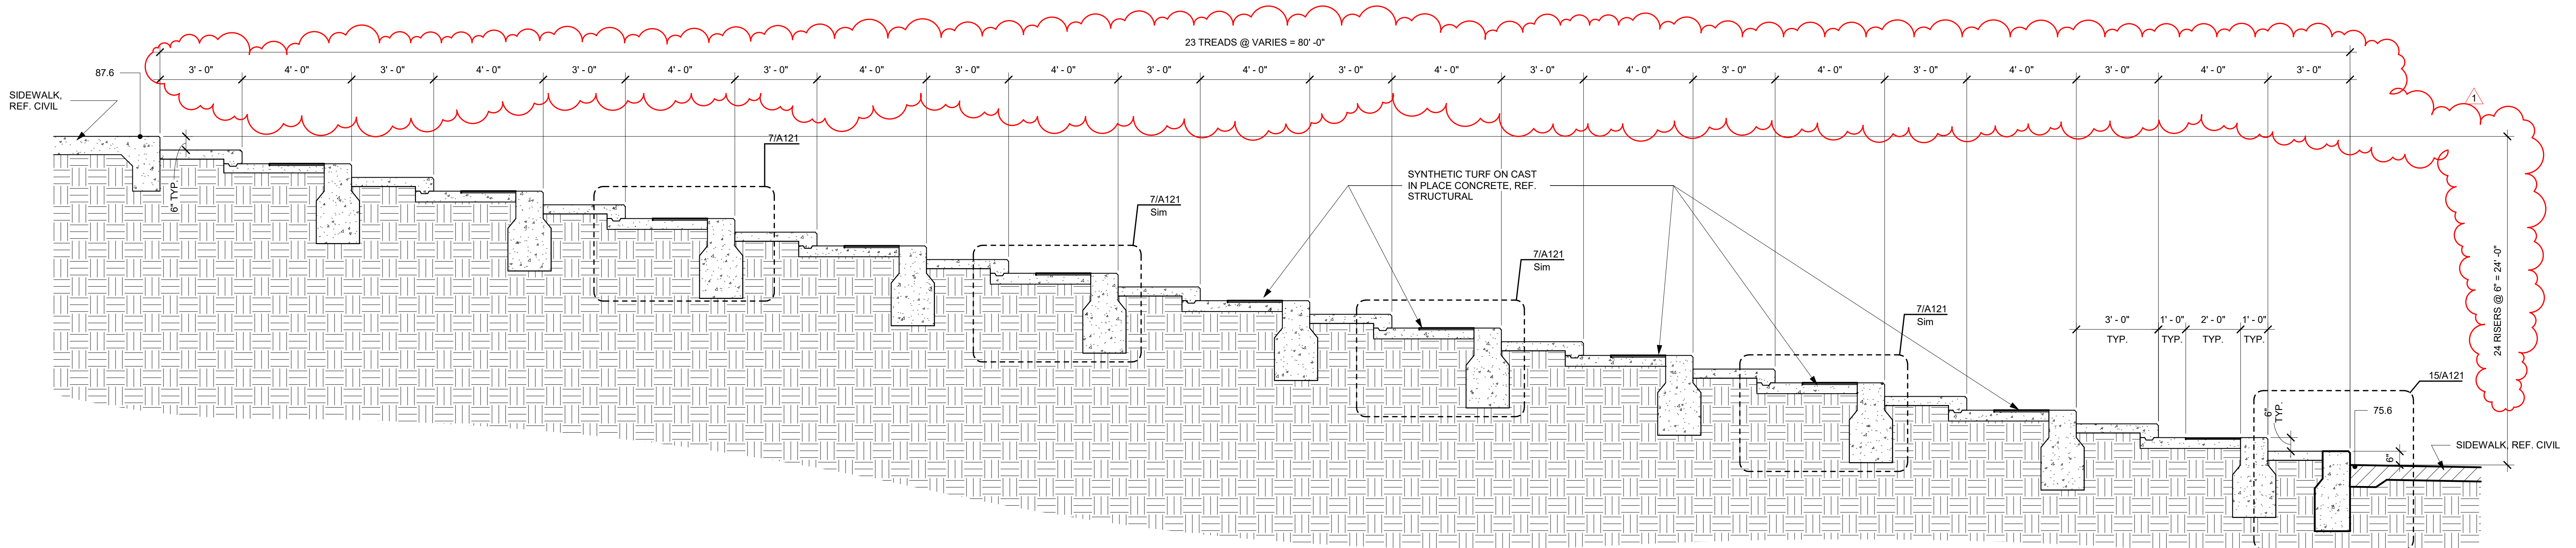 23 TREADS @ VARIES = 80' -0"
87.6
3' - 0"
4' - 0"
3' - 0"
4' - 0"
3' - 0"
4' - 0"
3' - 0"
4' - 0"
3' - 0"
4' - 0"
3' - 0"
4' - 0"
3' - 0"
4' - 0"
3' - 0"
4' - 0"
3' - 0"
4' - 0"
3' - 0"
4' - 0"
3' - 0"
4' - 0"
3' - 0"
SIDEWALK,
REF. CIVIL
1
6" TYP.
7/A121
7/A121
Sim
SYNTHETIC TURF ON CAST
IN PLACE CONCRETE, REF.
STRUCTURAL
7/A121
Sim
7/A121
Sim
3' - 0"
TYP.
1' - 0"
TYP.
2' - 0"
TYP.
1' - 0"
TYP.
24 RISERS @ 6" = 24' -0"
15/A121
6"
TYP.
75.6
6"
SIDEWALK, REF. CIVIL